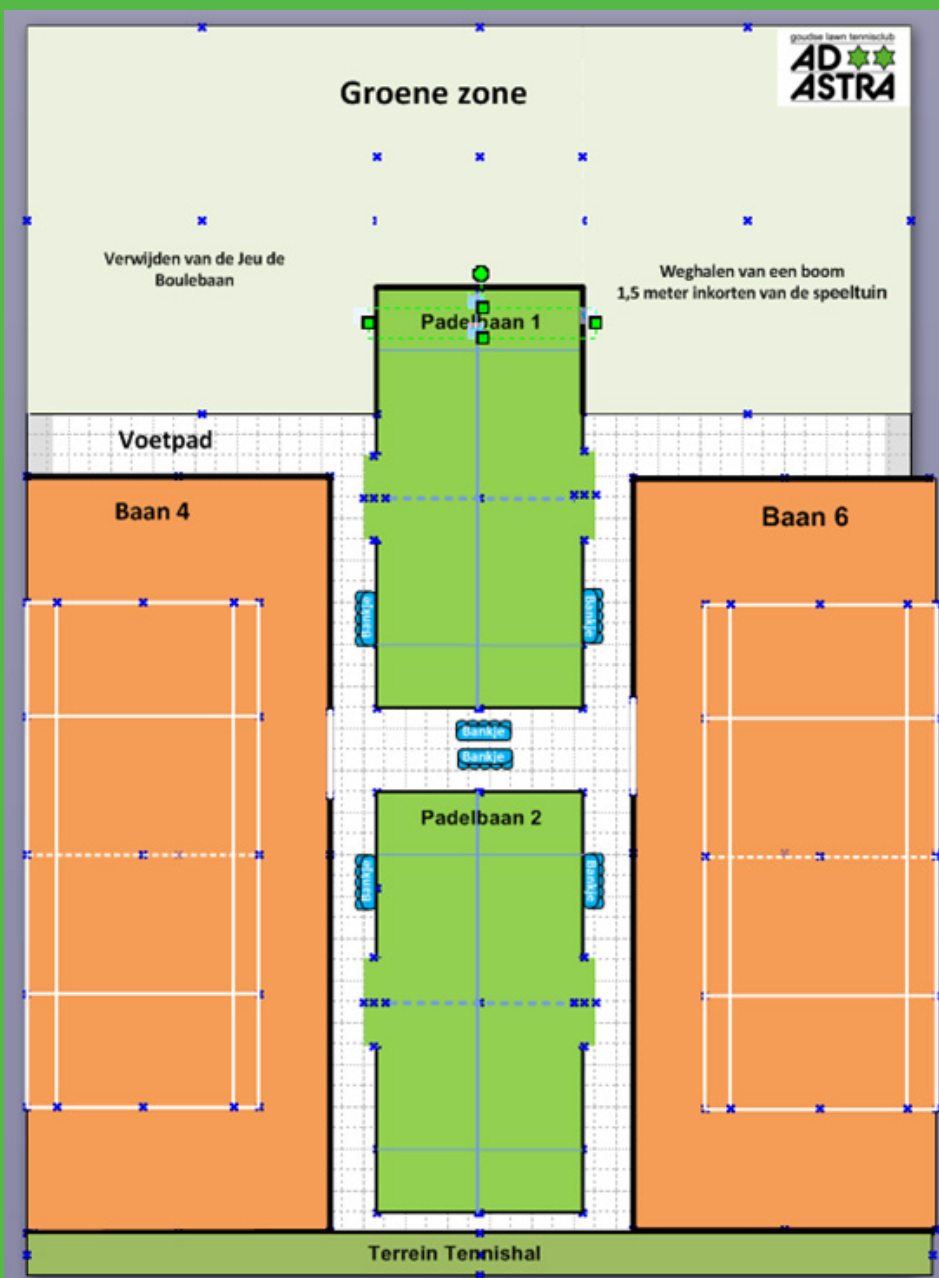 goudse lawn tennisclub
AD
ASTRA
Groene zone
Verwijden van de Jeu de
Boulebaan
Weghalen van een boom
1,5 meter inkorten van de speeltuin
Padelbaan 1
Voetpad
Baan 4
Baan 6
Bankje
Bankje
Bankje
Bankje
Padelbaan 2
Bankje
Bankje
Terrein Tennishal